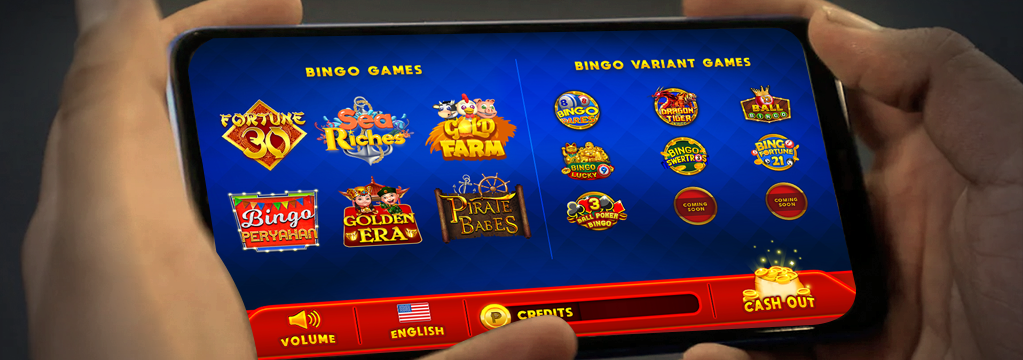 BINGO GAMES
BINGO VARIANT GAMES
FORTUNE
30
Sea
Riches
GOLD
FARM
Bingo
PERYAHAN
GOLDEN
ERA
PIRATE
BABES
BINGO
DRAGON
TIGER
BALL
BINGO
BINGO
LUCKY 9
BINGO
SWERTRES
BINGO
FORTUNE
21
3
BALL POKER
BINGO
COMING
SOON
COMING
SOON
VOLUME
ENGLISH
P
CREDITS
CASH OUT